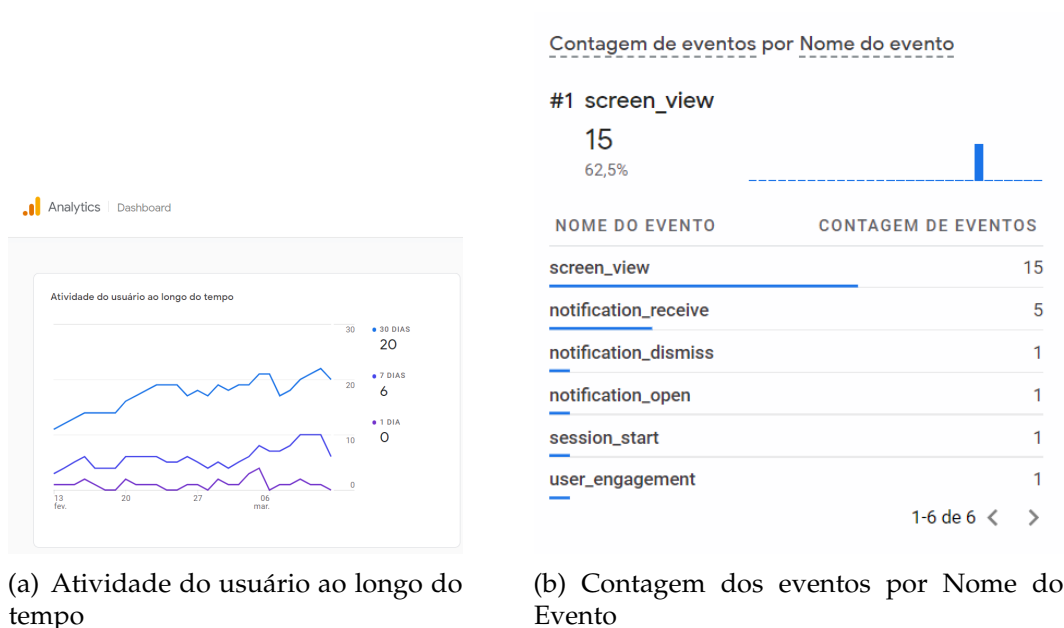 Analytics Dashboard
Atividade do usuário ao longo do tempo
30
20
10
0
13 fev.
20
27
06 mar.
30 DIAS
20
7 DIAS
6
1 DIA
0
(a) Atividade do usuário ao longo do
tempo
Contagem de eventos por Nome do evento
#1 screen_view
15
62,5%
NOME DO EVENTO CONTAGEM DE EVENTOS
screen_view 15
notification_receive 5
notification_dismiss 1
notification_open 1
session_start 1
user_engagement 1
1-6 de 6
(b) Contagem dos eventos por Nome do
Evento